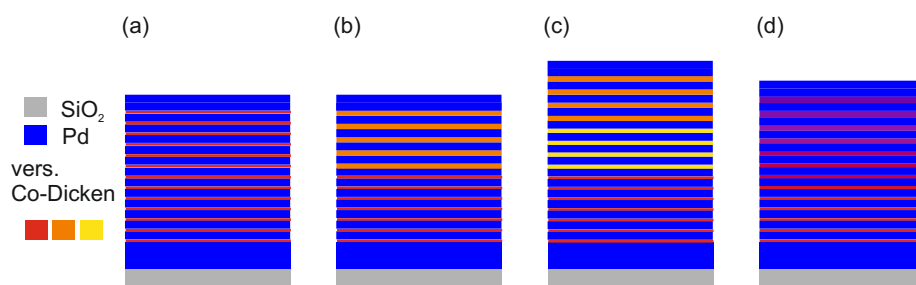 (a) (b) (c) (d)
SiO₂
Pd
vers.
Co-Dicken